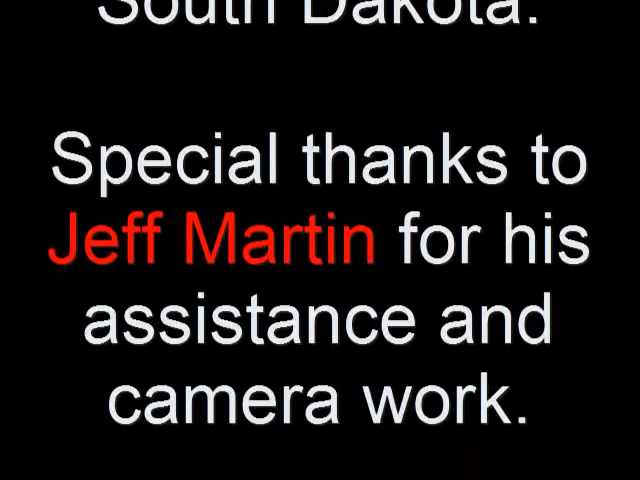 South Dakota.
Special thanks to
Jeff Martin for his
assistance and
camera work.